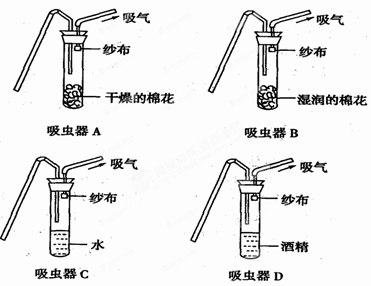 吸气
纱布
干燥的棉花
吸虫器 A
吸气
纱布
湿润的棉花
吸虫器 B
吸气
纱布
水
吸虫器 C
吸气
纱布
酒精
吸虫器 D